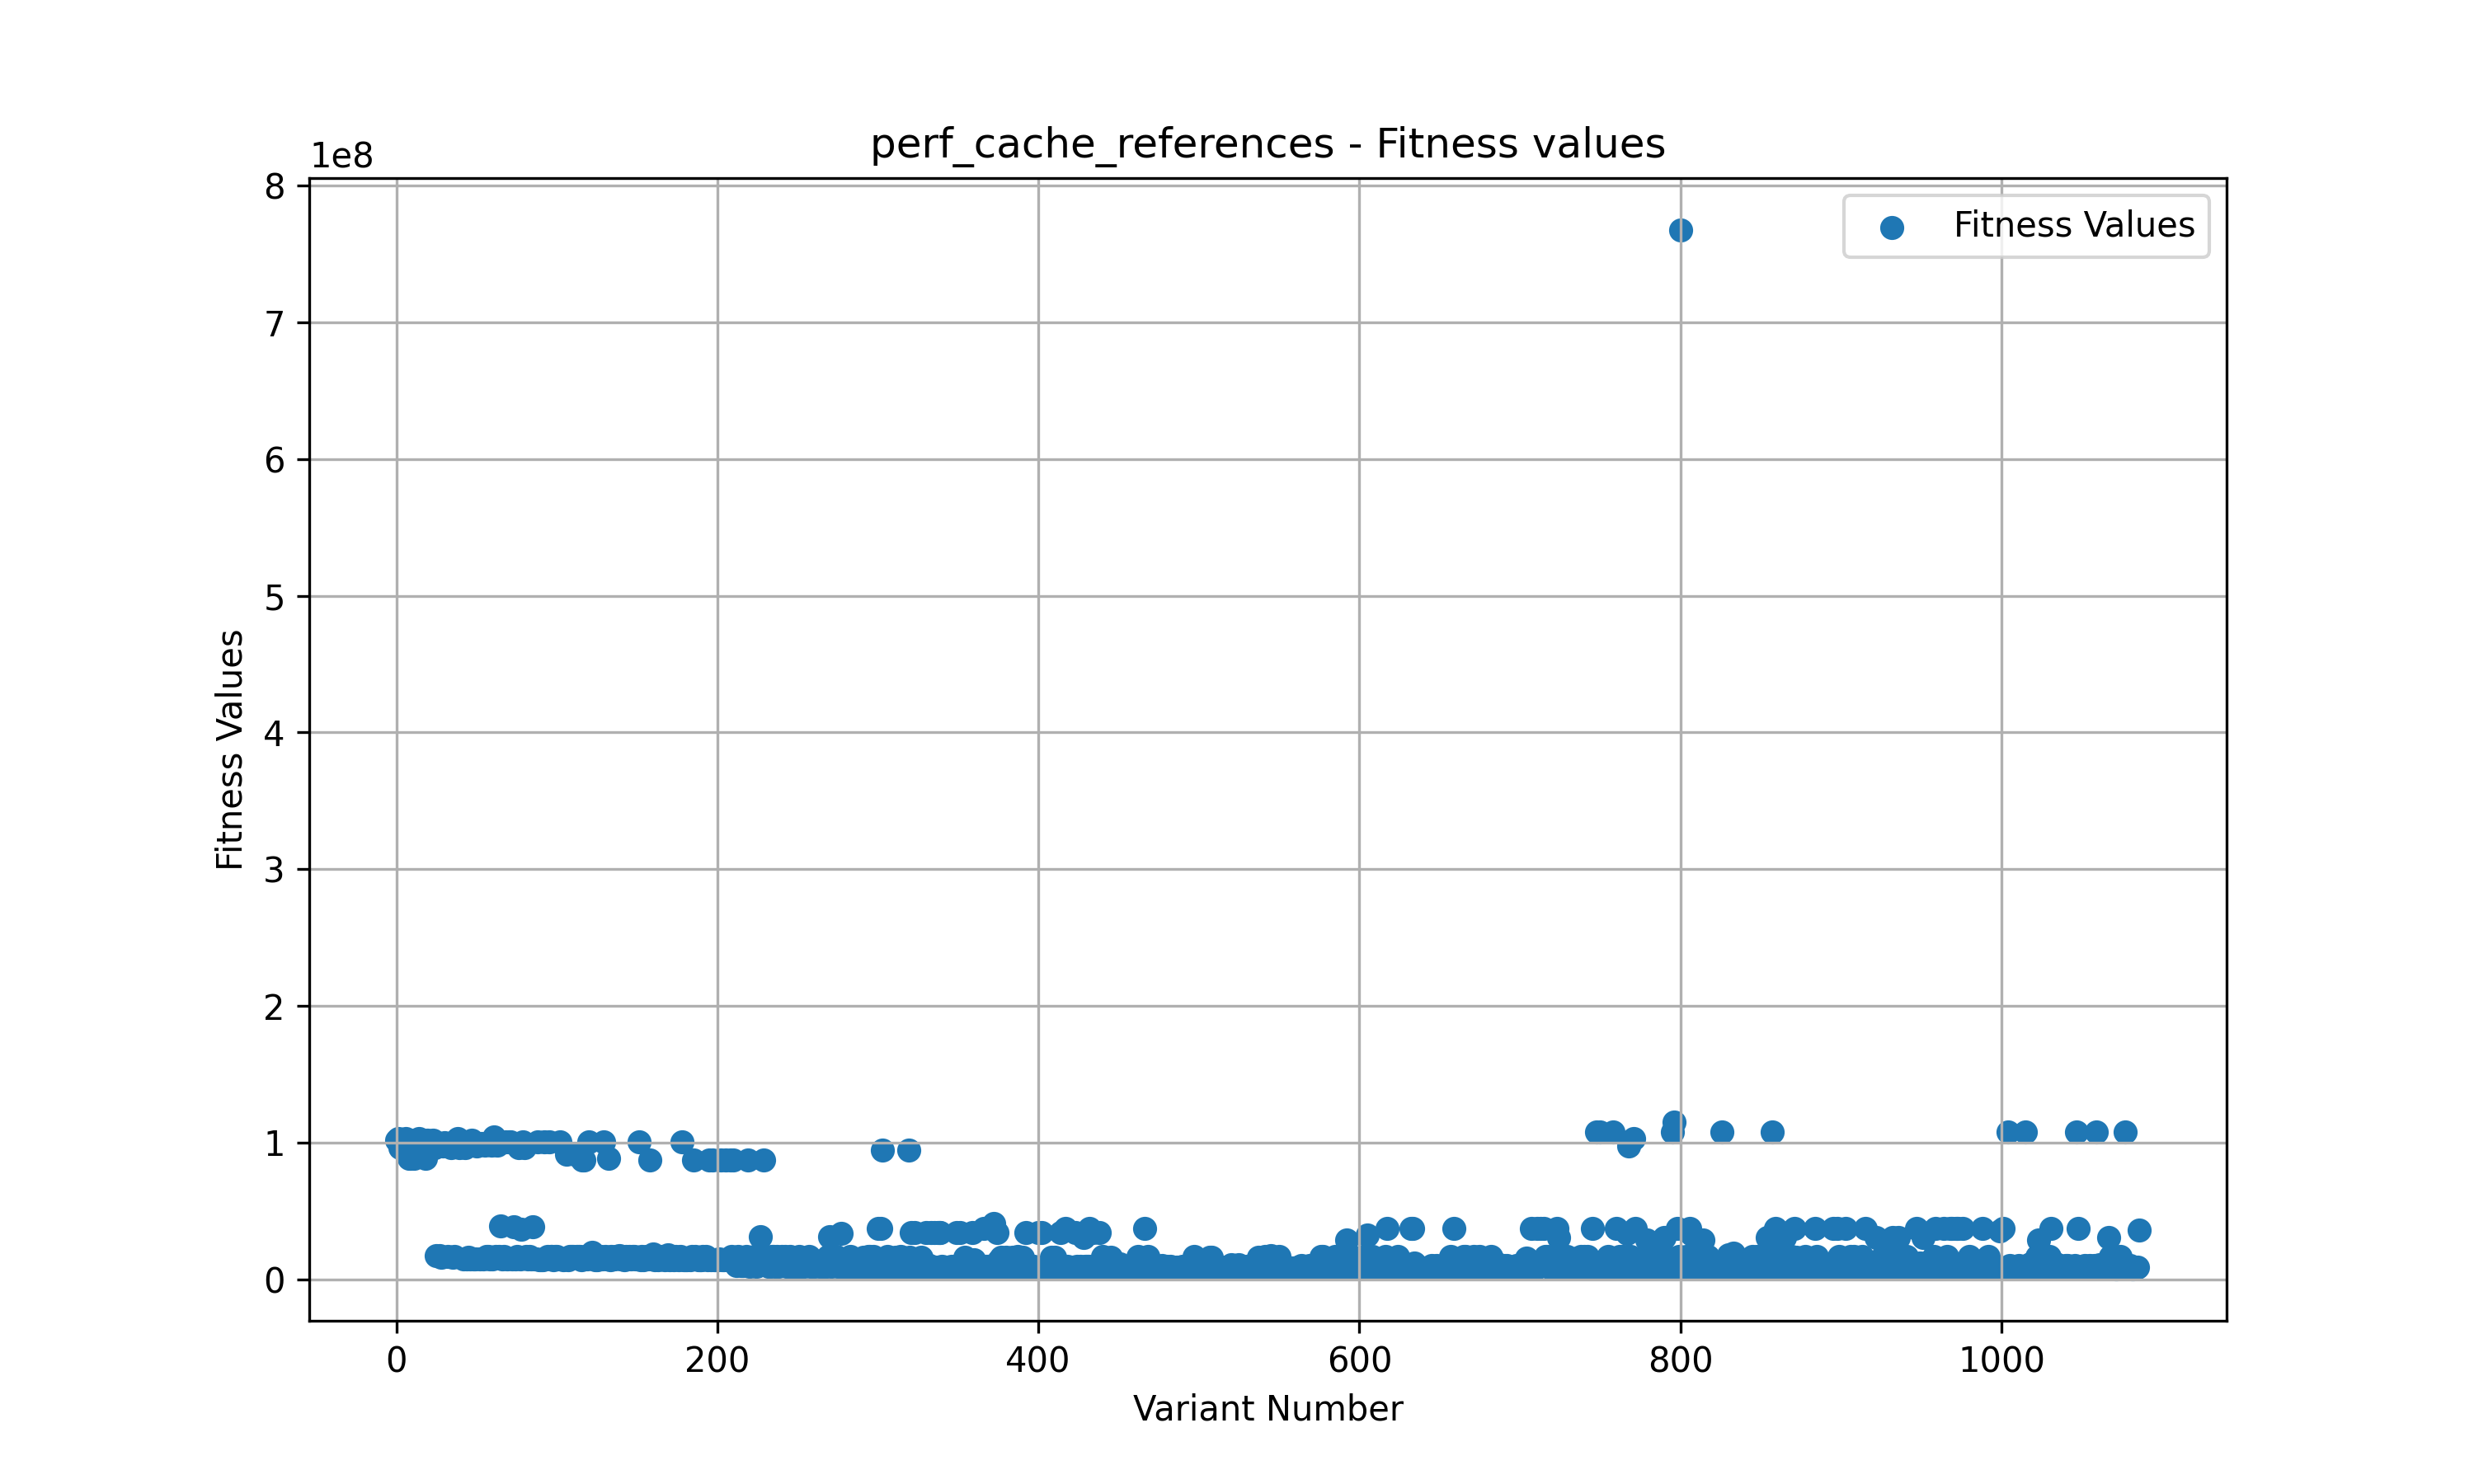 perf_cache_references - Fitness values
1e8
Fitness Values
8
7
6
5
4
3
2
1
0
Fitness Values
0 200 400 600 800 1000
Variant Number